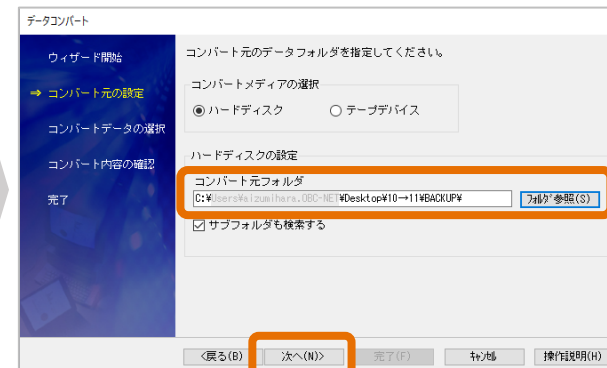 データコンバート
ウィザード開始
⇒ コンバート元の設定
コンバートデータの選択
コンバート内容の確認
完了
コンバート元のデータフォルダを指定してください。
コンバートメディアの選択
ハードディスク
テープデバイス
ハードディスクの設定
コンバート元フォルダ
C:¥Users¥aizumihara.OBC-NET¥Desktop¥10→11¥BACKUP¥
フォルダ参照(S)
サブフォルダも検索する
<戻る(B)
次へ(N)>
完了(F)
キャンセル
操作説明(H)